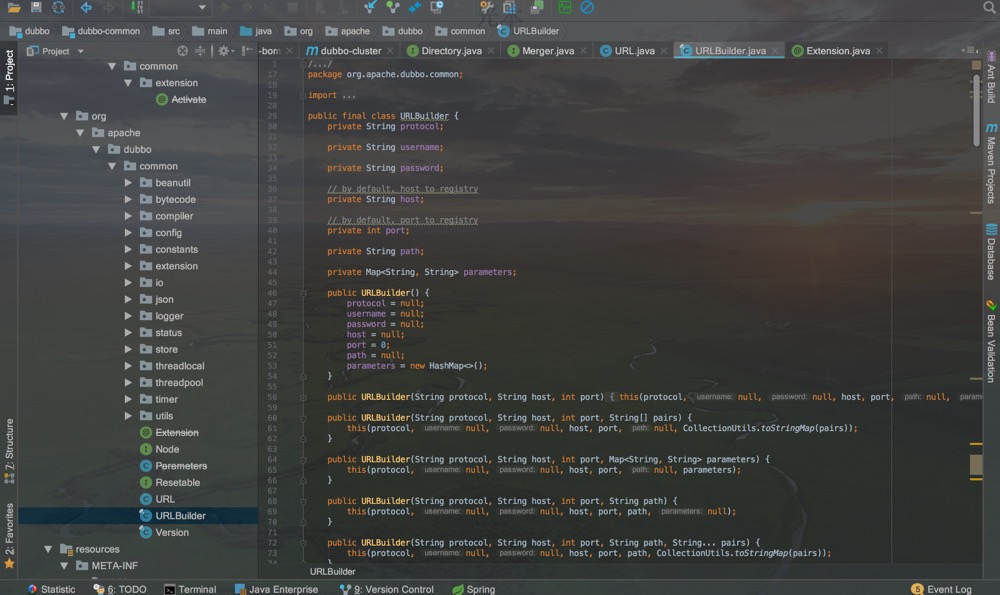 dubbo dubbo-common src main java org apache dubbo common URLBuilder
Project
-bom dubbo-cluster Directory.java Merger.java URL.java URLBuilder.java Extension.java
1: Project
7: Structure
2: Favorites
common
extension
Activate
org
apache
dubbo
common
beanutil
bytecode
compiler
config
constants
extension
io
json
logger
status
store
threadlocal
threadpool
timer
utils
Extension
Node
Parameters
Resetable
URL
URLBuilder
Version
resources
META-INF
1 /.../
17 package org.apache.dubbo.common;
18
19 import ...
28
29 public final class URLBuilder {
30 private String protocol;
31
32 private String username;
33
34 private String password;
35
36 // by default, host to registry
37 private String host;
38
39 // by default, port to registry
40 private int port;
41
42 private String path;
43
44 private Map<String, String> parameters;
45
46 public URLBuilder() {
47 protocol = null;
48 username = null;
49 password = null;
50 host = null;
51 port = 0;
52 path = null;
53 parameters = new HashMap<>();
54 }
55
56 public URLBuilder(String protocol, String host, int port) { this(protocol, username: null, password: null, host, port, path: null, param
59
60 public URLBuilder(String protocol, String host, int port, String[] pairs) {
61 this(protocol, username: null, password: null, host, port, path: null, CollectionUtils.toStringMap(pairs));
62 }
63
64 public URLBuilder(String protocol, String host, int port, Map<String, String> parameters) {
65 this(protocol, username: null, password: null, host, port, path: null, parameters);
66 }
67
68 public URLBuilder(String protocol, String host, int port, String path) {
69 this(protocol, username: null, password: null, host, port, path, parameters: null);
70 }
71
72 public URLBuilder(String protocol, String host, int port, String path, String... pairs) {
73 this(protocol, username: null, password: null, host, port, path, CollectionUtils.toStringMap(pairs));
74 }
URLBuilder
Ant Build
Maven Projects
Database
Bean Validation
Statistic 6: TODO Terminal Java Enterprise 9: Version Control Spring 5 Event Log